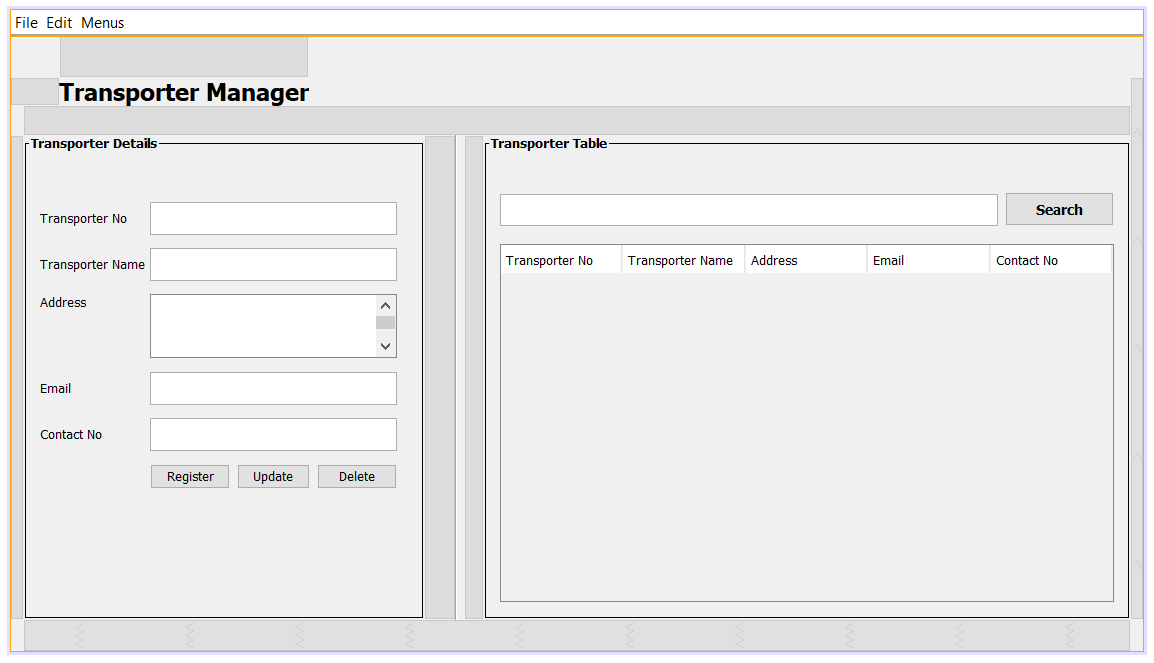 File Edit Menus
Transporter Manager
Transporter Details
Transporter No
Transporter Name
Address
Email
Contact No
Register Update Delete
Transporter Table
Search
Transporter No Transporter Name Address Email Contact No